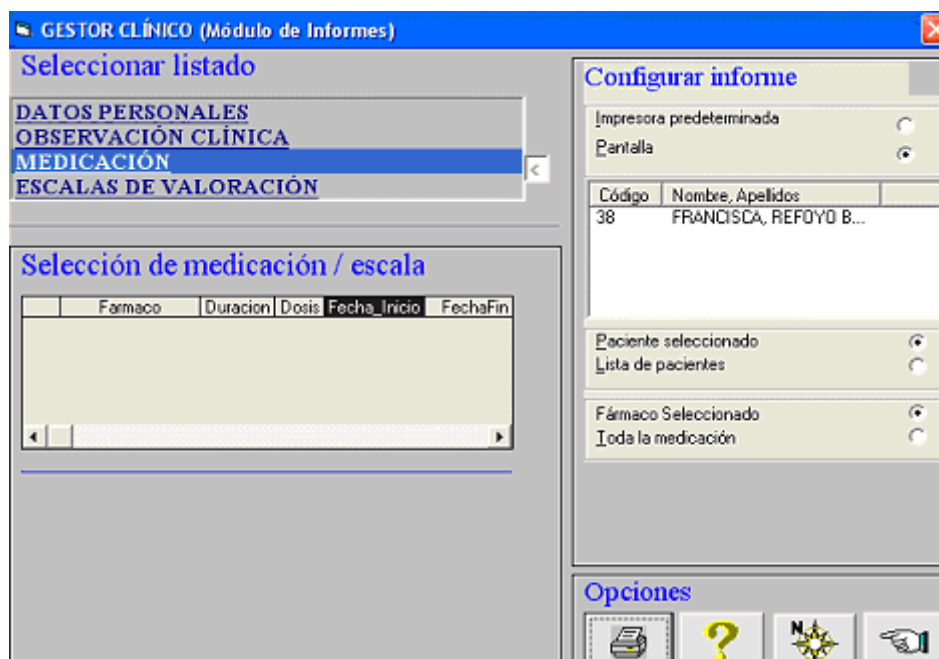 GESTOR CLÍNICO (Módulo de Informes)
Seleccionar listado
DATOS PERSONALES
OBSERVACIÓN CLÍNICA
MEDICACIÓN
ESCALAS DE VALORACIÓN
<
Selección de medicación / escala
Farmaco Duracion Dosis Fecha_Inicio FechaFin
Configurar informe
Impresora predeterminada
Pantalla
Código Nombre, Apellidos
38 FRANCISCA, REFOYO B...
Paciente seleccionado
Lista de pacientes
Fármaco Seleccionado
Toda la medicación
Opciones
?
N